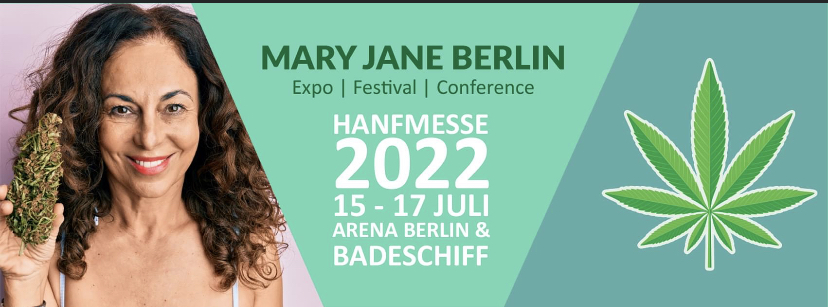 MARY JANE BERLIN
Expo | Festival | Conference
HANFMESSE
2022
15 - 17 JULI
ARENA BERLIN &
BADESCHIFF